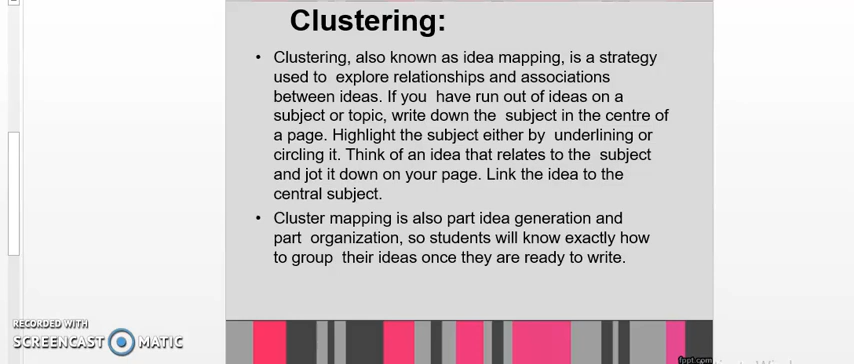 Clustering:
• Clustering, also known as idea mapping, is a strategy
used to explore relationships and associations
between ideas. If you have run out of ideas on a
subject or topic, write down the subject in the centre of
a page. Highlight the subject either by underlining or
circling it. Think of an idea that relates to the subject
and jot it down on your page. Link the idea to the
central subject.
• Cluster mapping is also part idea generation and
part organization, so students will know exactly how
to group their ideas once they are ready to write.
RECORDED WITH
SCREENCAST MATIC
fppt.com